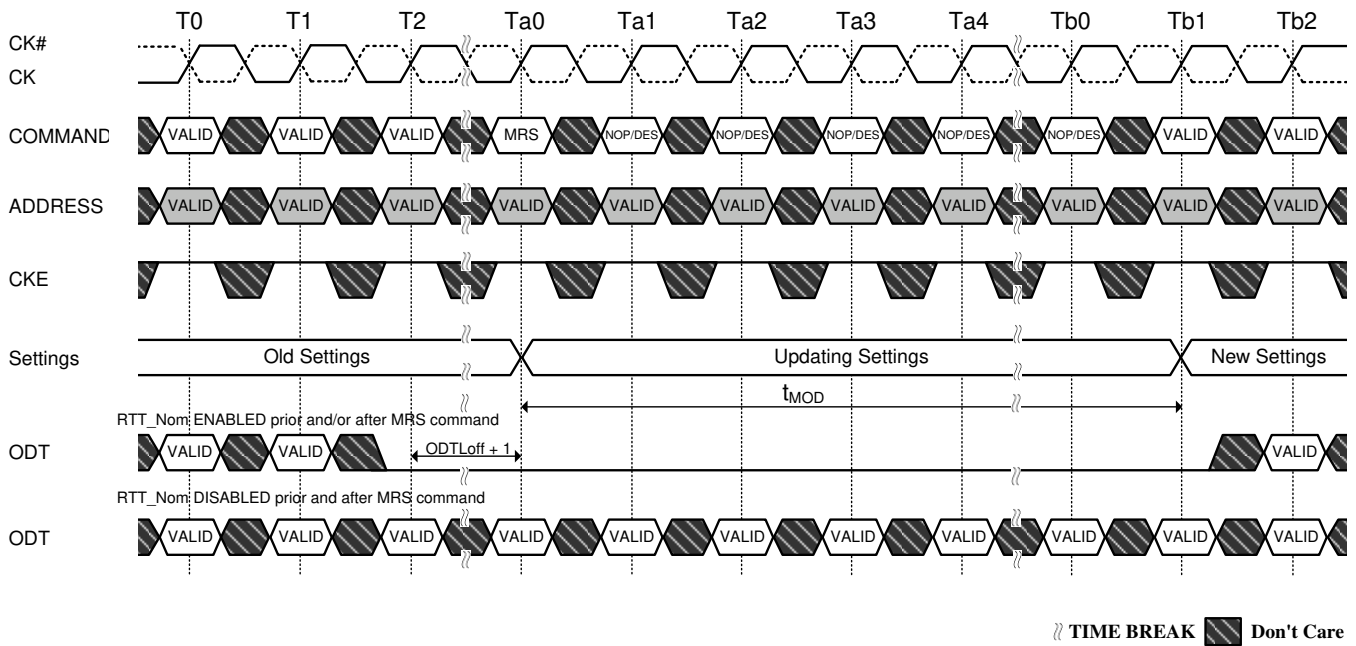 T0 T1 T2 Ta0 Ta1 Ta2 Ta3 Ta4 Tb0 Tb1 Tb2
CK#
CK
COMMAND VALID VALID VALID MRS NOP/DES NOP/DES NOP/DES NOP/DES NOP/DES VALID VALID
ADDRESS VALID VALID VALID VALID VALID VALID VALID VALID VALID VALID VALID
CKE
Settings Old Settings Updating Settings New Settings
tMOD
RTT_Nom ENABLED prior and/or after MRS command
ODT VALID VALID ODTLoff + 1 VALID
RTT_Nom DISABLED prior and after MRS command
ODT VALID VALID VALID VALID VALID VALID VALID VALID VALID VALID VALID
TIME BREAK Don't Care